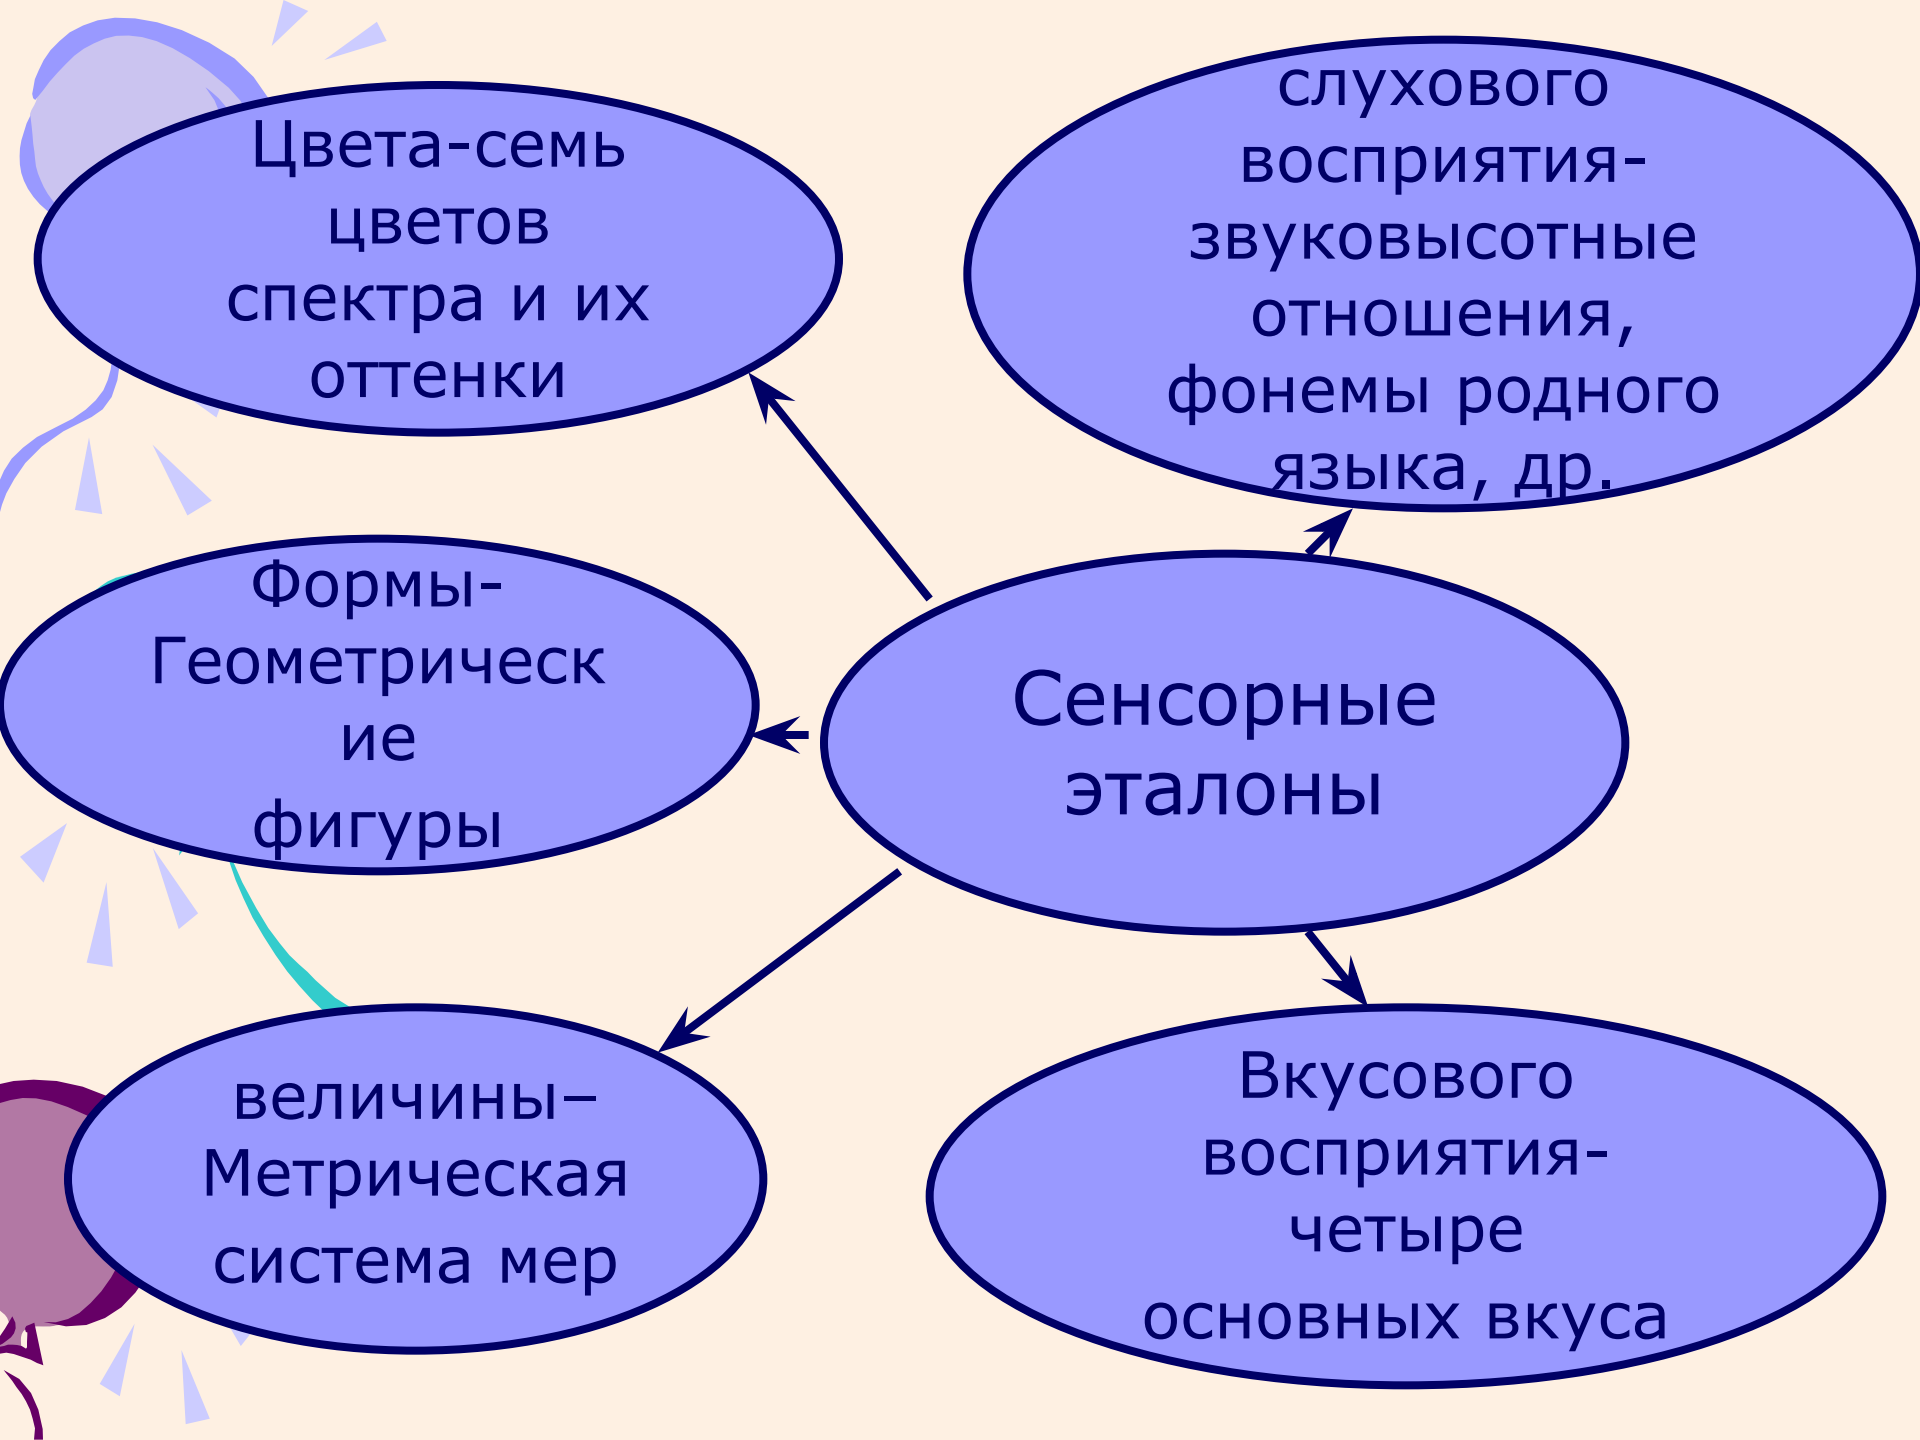 Цвета-семь
цветов
спектра и их
оттенки
слухового
восприятия-
звуковысотные
отношения,
фонемы родного
языка, др.
Формы-
Геометрическ
ие
фигуры
Сенсорные
эталоны
величины–
Метрическая
система мер
Вкусового
восприятия-
четыре
основных вкуса